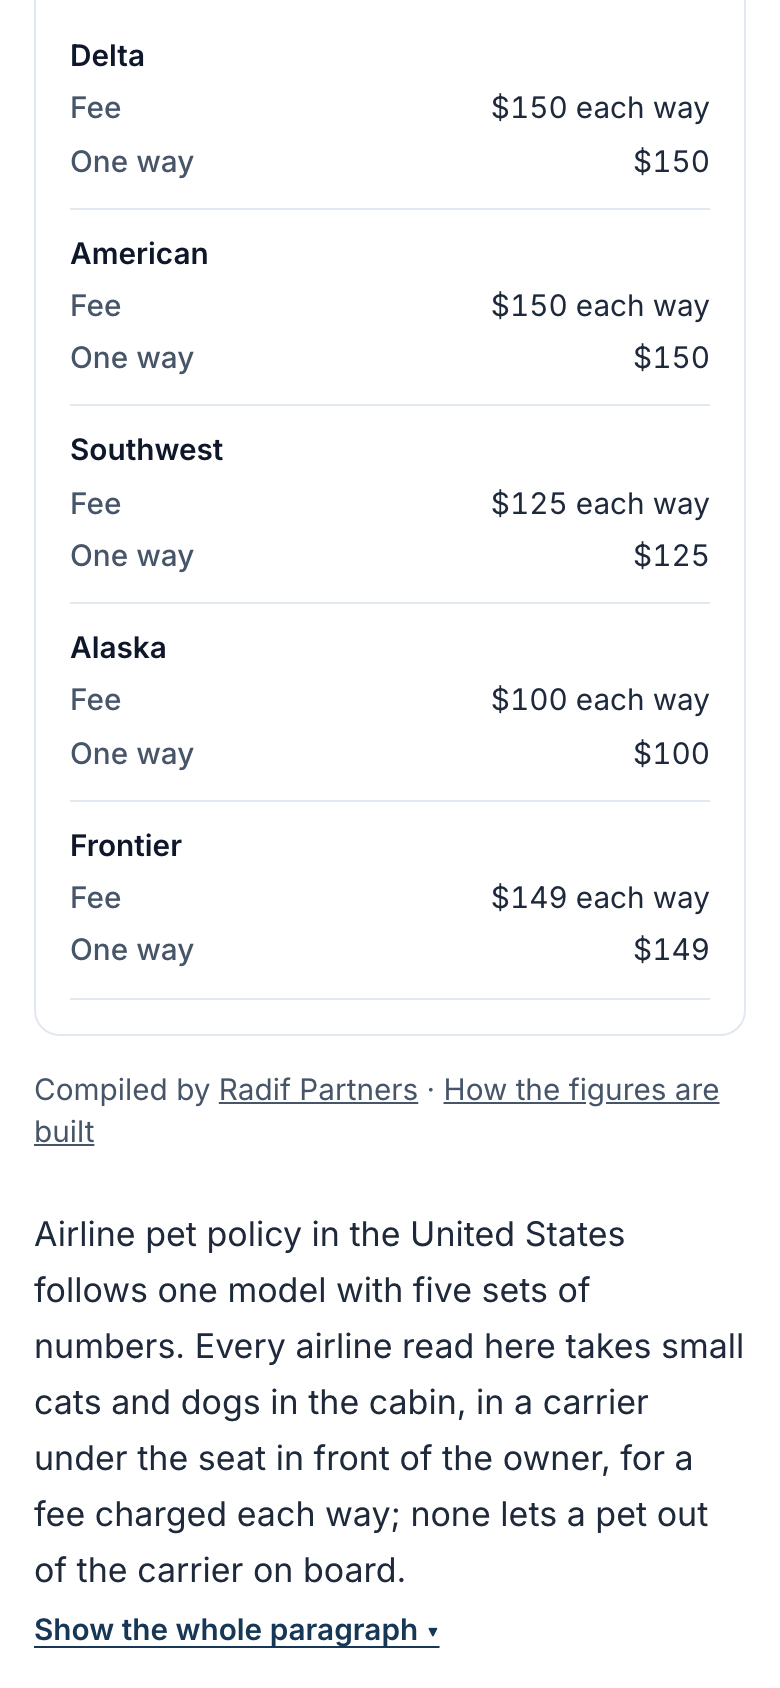 Delta
Fee $150 each way
One way $150
American
Fee $150 each way
One way $150
Southwest
Fee $125 each way
One way $125
Alaska
Fee $100 each way
One way $100
Frontier
Fee $149 each way
One way $149
Compiled by Radif Partners · How the figures are
built
Airline pet policy in the United States
follows one model with five sets of
numbers. Every airline read here takes small
cats and dogs in the cabin, in a carrier
under the seat in front of the owner, for a
fee charged each way; none lets a pet out
of the carrier on board.
Show the whole paragraph ▾